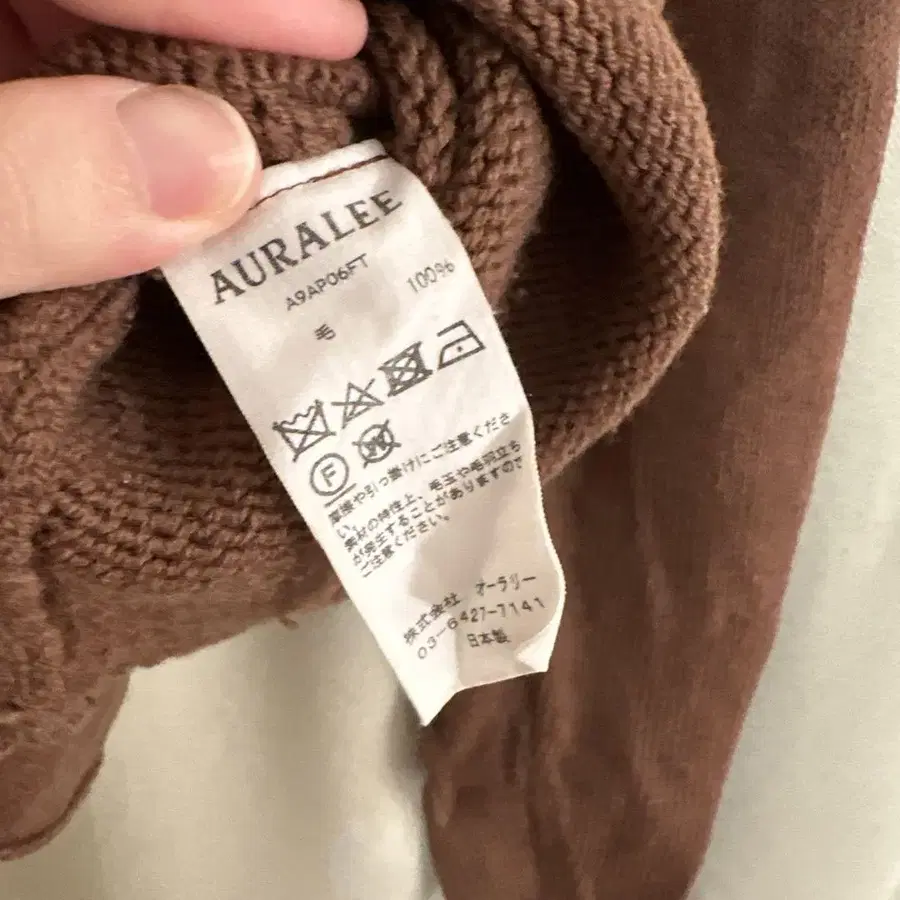 AURALEE
A9AP06FT
毛 100%
F
W
摩擦や引っ掛けにご注意くださ
い。
素材の特性上、毛玉や毛羽立ち
が発生することがありますので
ご注意ください。
株式会社 オーラリー
03-6427-7141
日本製